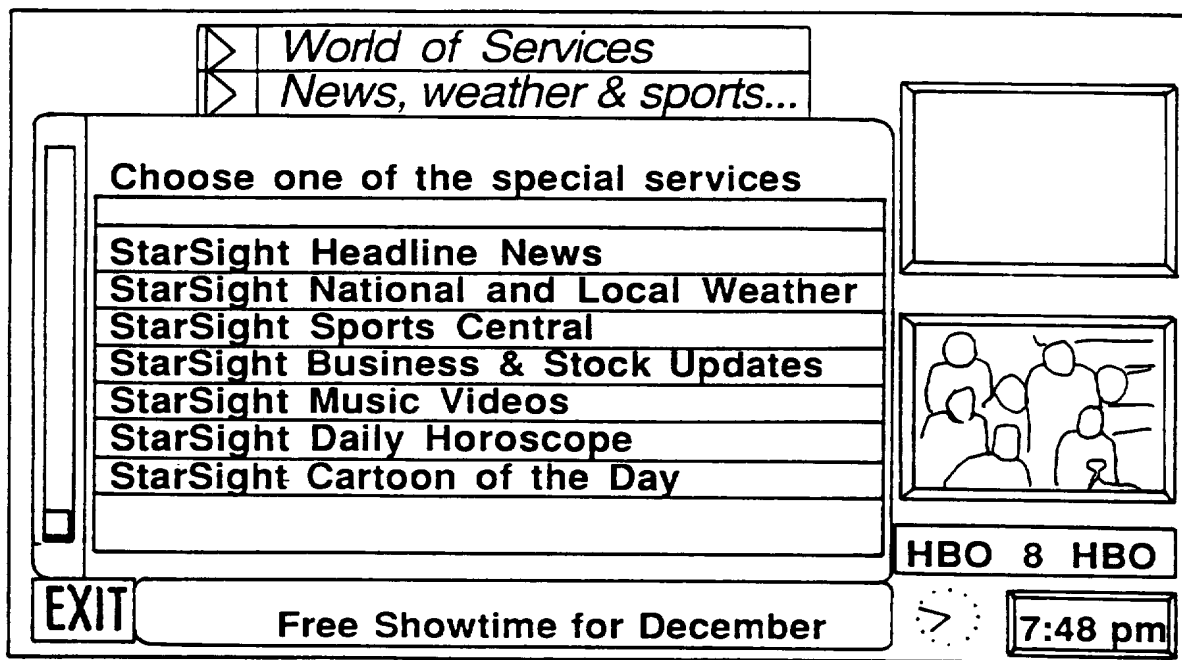 World of Services
News, weather & sports...
Choose one of the special services
StarSight Headline News
StarSight National and Local Weather
StarSight Sports Central
StarSight Business & Stock Updates
StarSight Music Videos
StarSight Daily Horoscope
StarSight Cartoon of the Day
HBO 8 HBO
EXIT
Free Showtime for December
7:48 pm